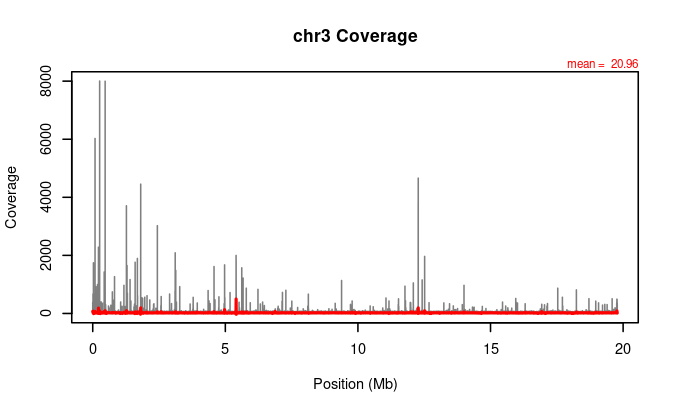 chr3 Coverage
mean = 20.96
Coverage
8000
6000
4000
2000
0
0 5 10 15 20
Position (Mb)